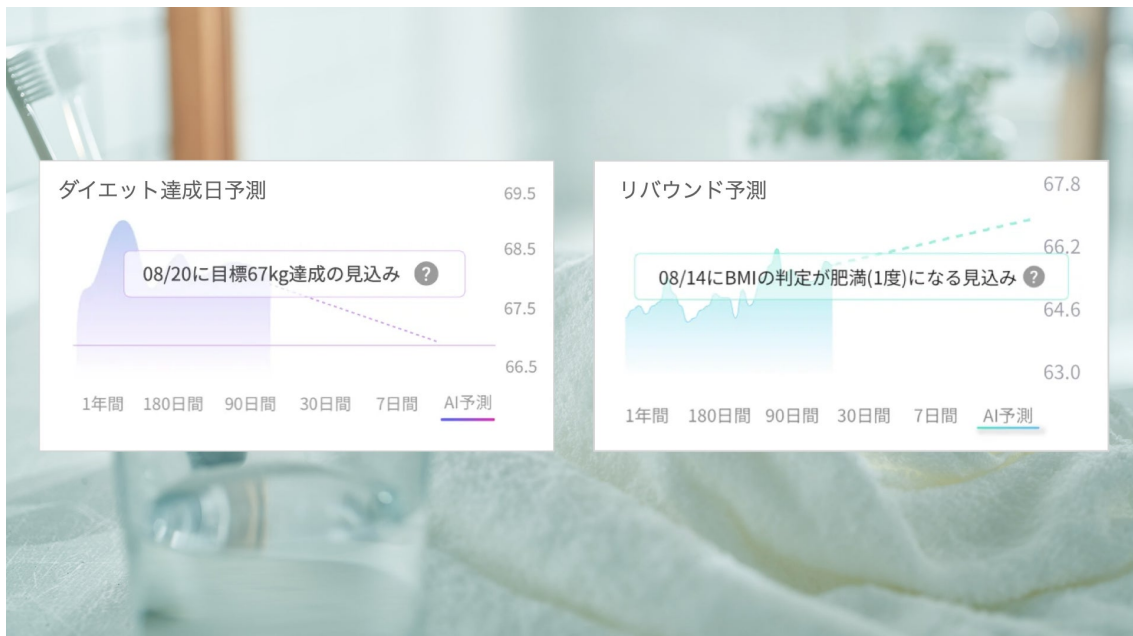 ダイエット達成日予測
69.5
68.5
08/20に目標67kg達成の見込み ?
67.5
66.5
1年間 180日間 90日間 30日間 7日間 AI予測
リバウンド予測
67.8
66.2
08/14にBMIの判定が肥満(1度)になる見込み ?
64.6
63.0
1年間 180日間 90日間 30日間 7日間 AI予測